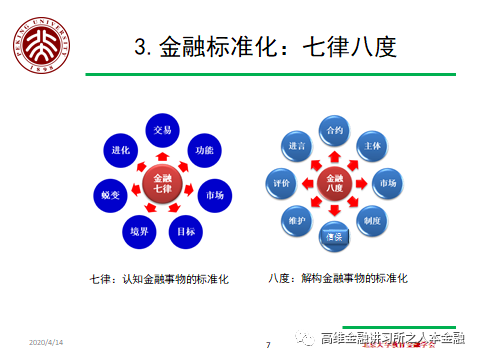 PEKING UNIVERSITY
1898
3.金融标准化：七律八度
交易
功能
市场
目标
境界
蜕变
进化
金融
七律
合约
主体
市场
制度
信误
维护
评价
进言
金融
八度
七律：认知金融事物的标准化
八度：解构金融事物的标准化
2020/4/14
7
高维金融讲习所之人本金融